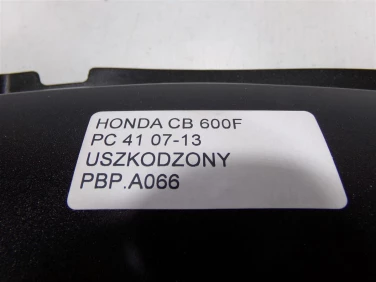 HONDA CB 600F
PC 41 07-13
USZKODZONY
PBP.A066